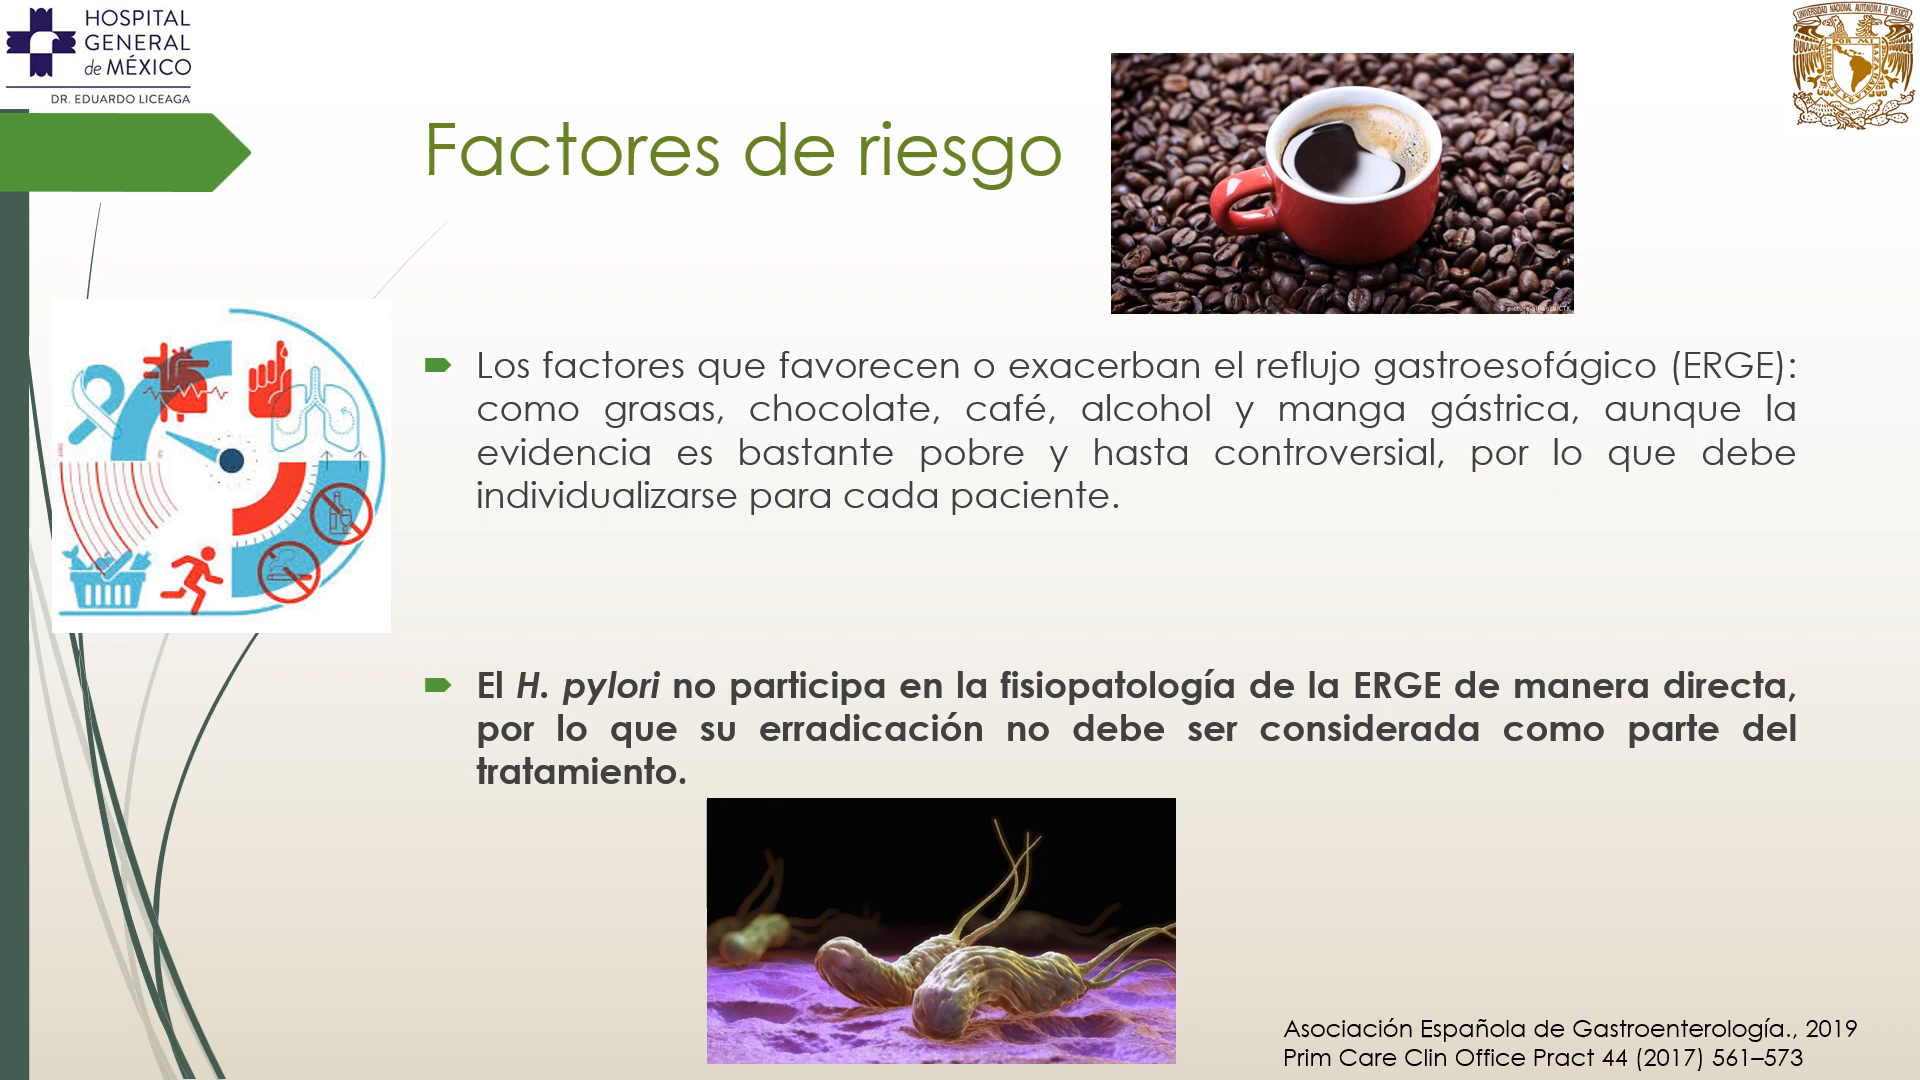 HOSPITAL
GENERAL
de MÉXICO
DR. EDUARDO LICEAGA
Factores de riesgo
Los factores que favorecen o exacerban el reflujo gastroesofágico (ERGE):
como grasas, chocolate, café, alcohol y manga gástrica, aunque la
evidencia es bastante pobre y hasta controversial, por lo que debe
individualizarse para cada paciente.
El H. pylori no participa en la fisiopatología de la ERGE de manera directa,
por lo que su erradicación no debe ser considerada como parte del
tratamiento.
Asociación Española de Gastroenterología., 2019
Prim Care Clin Office Pract 44 (2017) 561–573